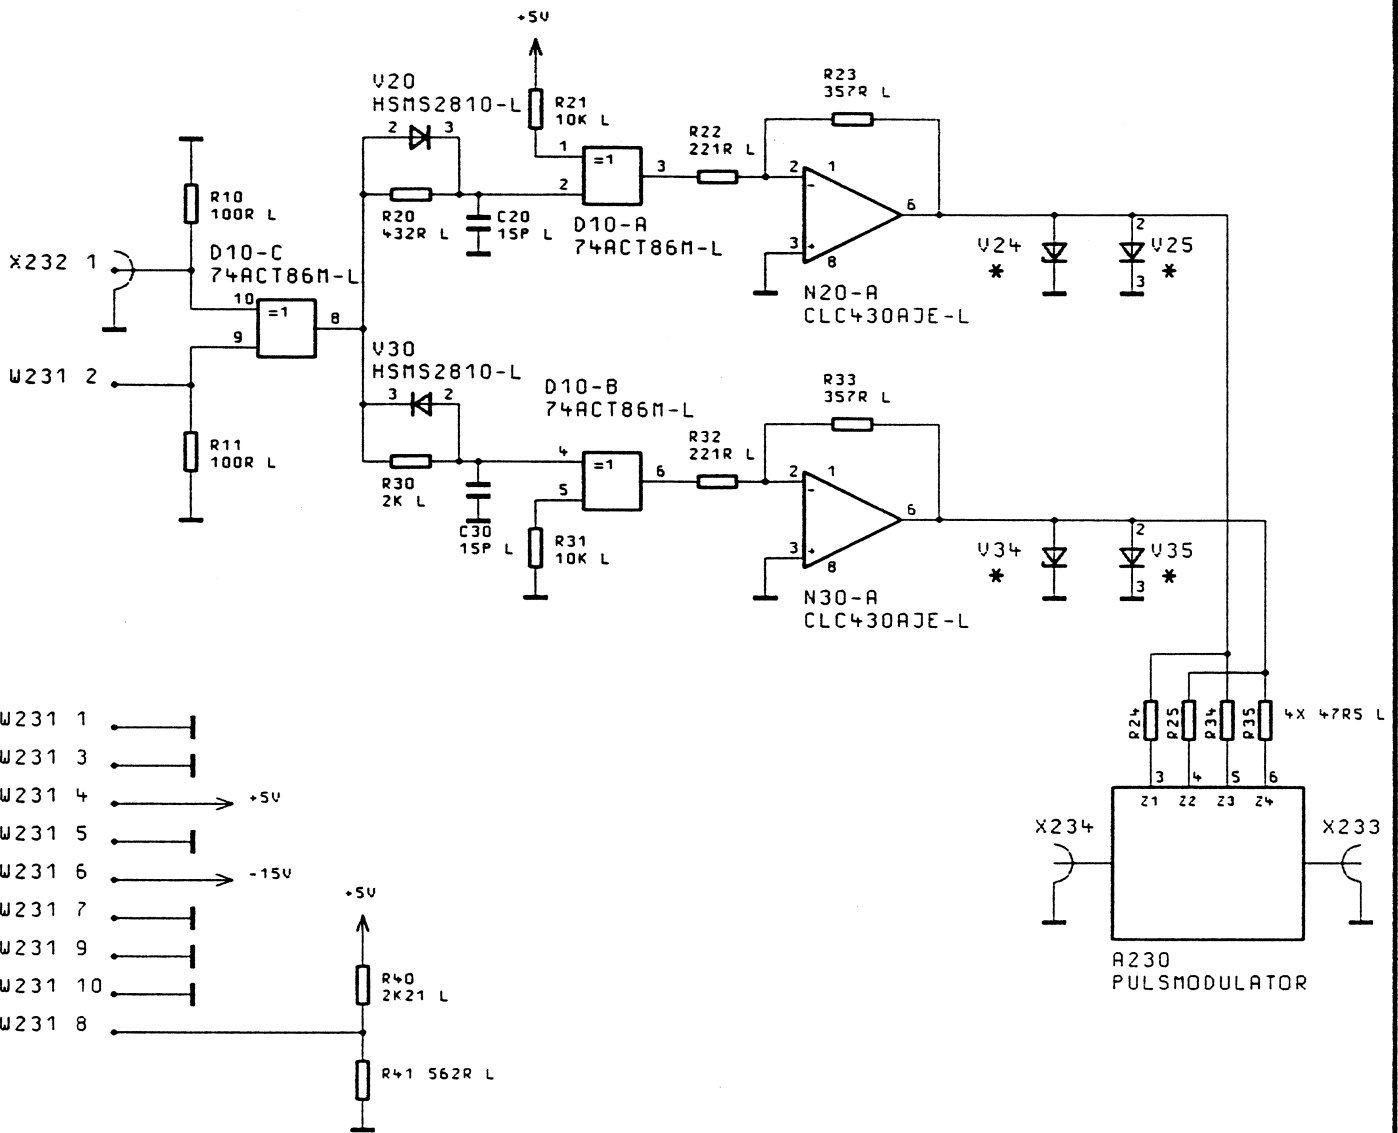 +5V
V20
HSMS2810-L
2 3
R21
10K L
R23
357R L
R22
221R L
1
=1
3
2
2
1
-
6
3
+
8
R10
100R L
R20
432R L
C20
15P L
D10-A
74ACT86M-L
V24
*
2
V25
*
3
X232 1
D10-C
74ACT86M-L
N20-A
CLC430AJE-L
10
=1
8
9
V30
HSMS2810-L
3 2
W231 2
D10-B
74ACT86M-L
R33
357R L
R32
221R L
R11
100R L
4
=1
6
5
2
1
-
6
3
+
8
R30
2K L
C30
15P L
R31
10K L
V34
*
2
V35
*
3
N30-A
CLC430AJE-L
R24
R25
R34
R35
4X 47R5 L
3 4 5 6
Z1 Z2 Z3 Z4
X234
X233
A230
PULSMODULATOR
W231 1
W231 3
W231 4
+5V
W231 5
W231 6
-15V
W231 7
W231 9
W231 10
W231 8
+5V
R40
2K21 L
R41 562R L